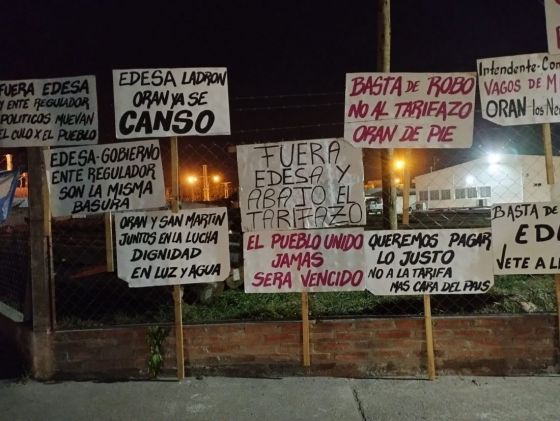 FUERA EDESA
Y ENTE REGULADOR
POLITICOS MUEVAN
EL CULO X EL PUEBLO
EDESA LADRON
ORAN YA SE
CANSO
BASTA DE ROBO
NO AL TARIFAZO
ORAN DE PIE
Intendente-Con
VAGOS DE M
ORAN los Ne
EDESA-GOBIERNO
ENTE REGULADOR
SON LA MISMA
BASURA
FUERA
EDESA Y
ABAJO EL
TARIFAZO
ORAN Y SAN MARTIN
JUNTOS EN LA LUCHA
DIGNIDAD
EN LUZ Y AGUA
EL PUEBLO UNIDO
JAMAS
SERA VENCIDO
QUEREMOS PAGAR
LO JUSTO
NO A LA TARIFA
MAS CARA DEL PAIS
BASTA DE
EDE
VETE A L